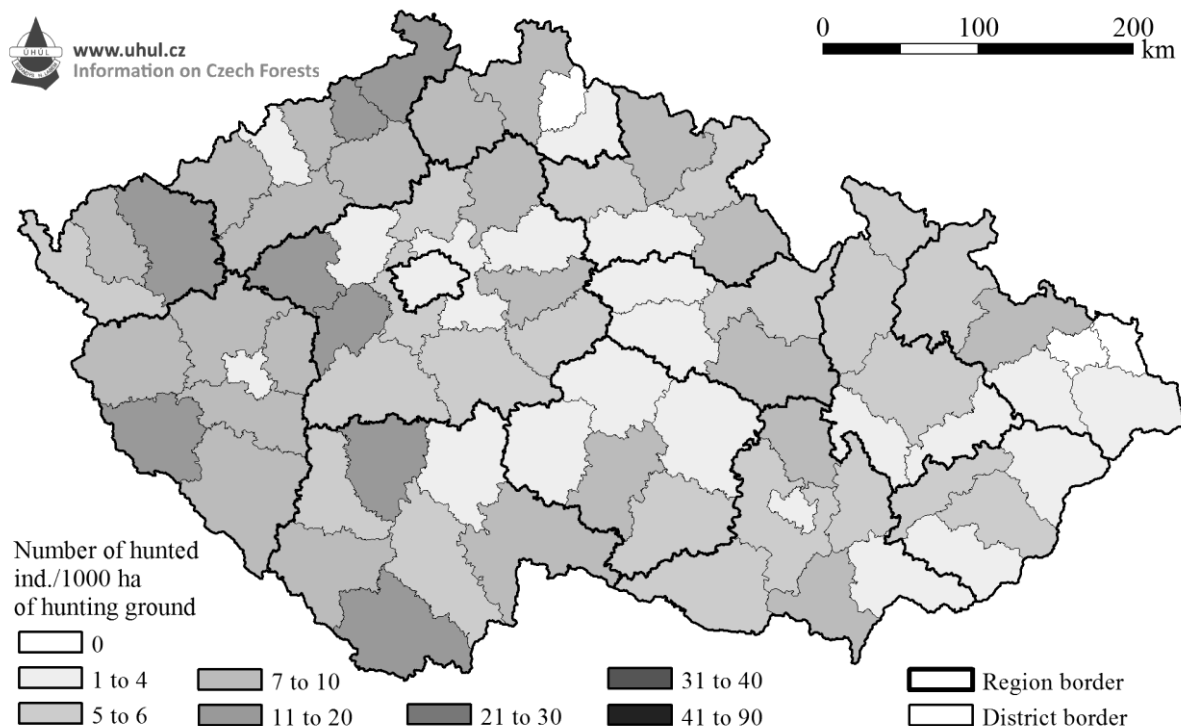 0 100 200
km
ÚHÚL
www.uhul.cz
Information on Czech Forests
Number of hunted
ind./1000 ha
of hunting ground
0
1 to 4
5 to 6
7 to 10
11 to 20
21 to 30
31 to 40
41 to 90
Region border
District border